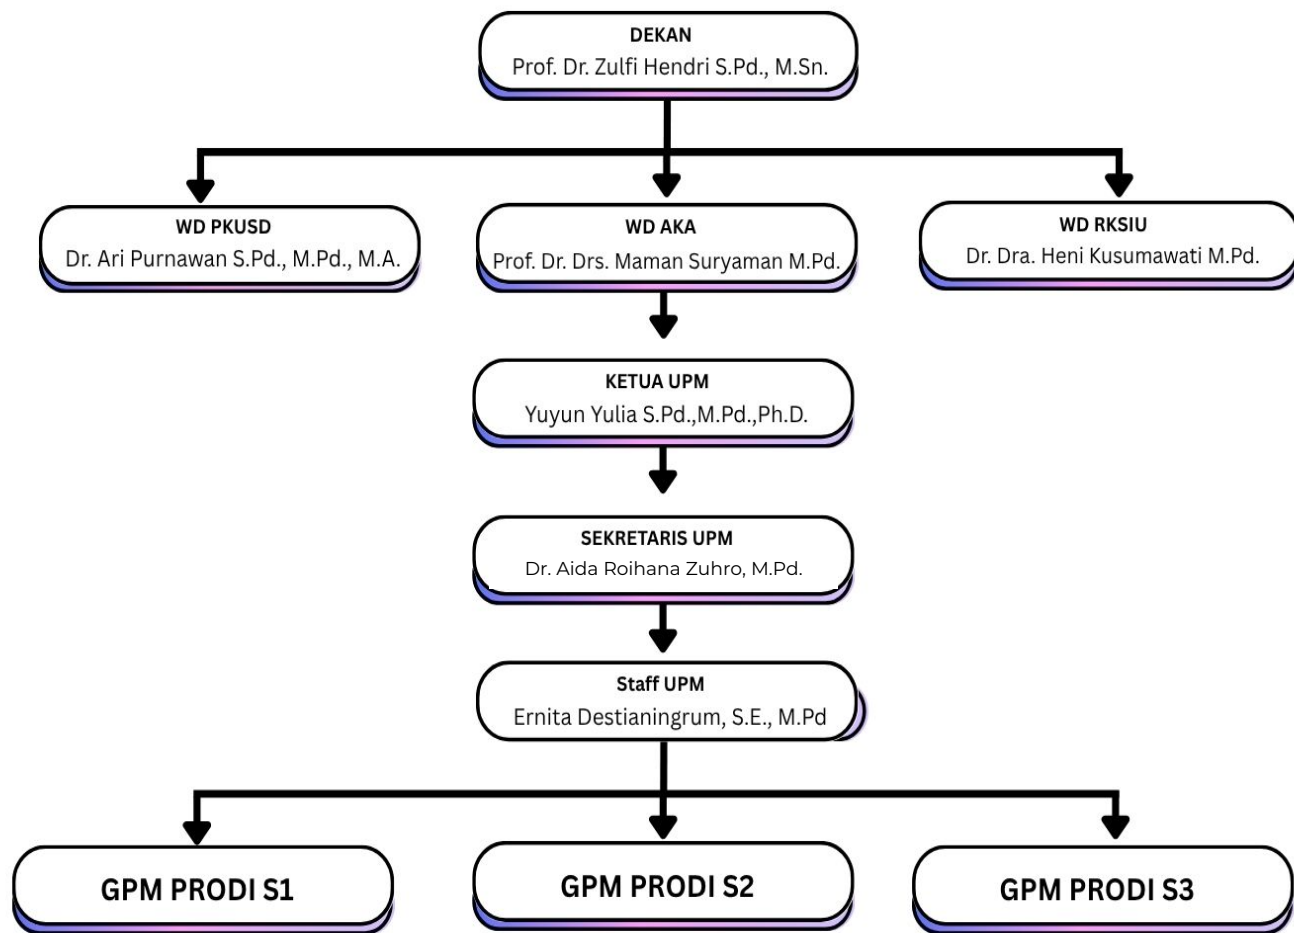 DEKAN
Prof. Dr. Zulfi Hendri S.Pd., M.Sn.
WD PKUSD
Dr. Ari Purnawan S.Pd., M.Pd., M.A.
WD AKA
Prof. Dr. Drs. Maman Suryaman M.Pd.
WD RKSIU
Dr. Dra. Heni Kusumawati M.Pd.
KETUA UPM
Yuyun Yulia S.Pd.,M.Pd.,Ph.D.
SEKRETARIS UPM
Dr. Aida Roihana Zuhro, M.Pd.
Staff UPM
Ernita Destianingrum, S.E., M.Pd
GPM PRODI S1
GPM PRODI S2
GPM PRODI S3